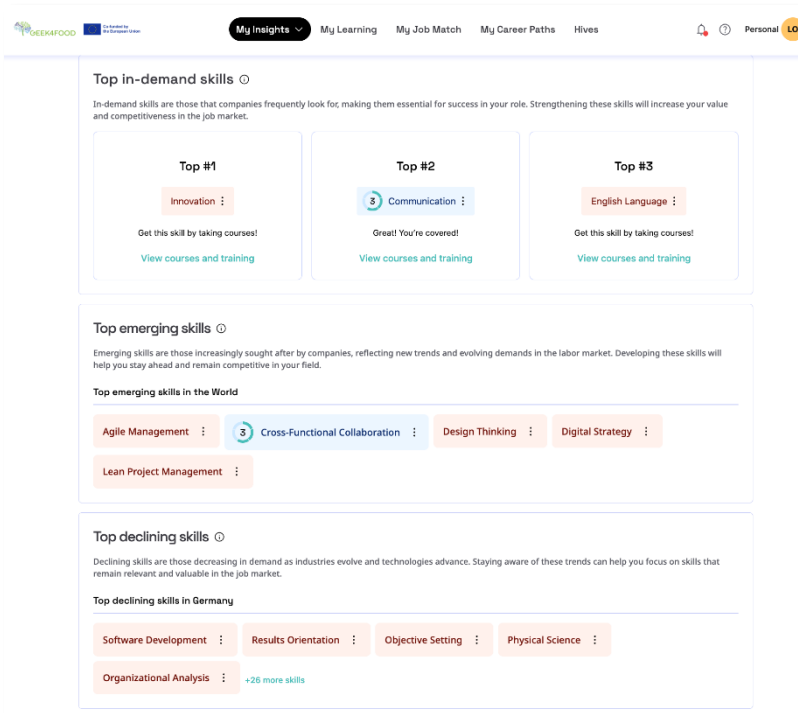 GEEK4FOOD
Co-funded by
the European Union
My Insights
My Learning
My Job Match
My Career Paths
Hives
Personal
LO
Top in-demand skills
In-demand skills are those that companies frequently look for, making them essential for success in your role. Strengthening these skills will increase your value
and competitiveness in the job market.
Top #1
Innovation
Get this skill by taking courses!
View courses and training
Top #2
3 Communication
Great! You're covered!
View courses and training
Top #3
English Language
Get this skill by taking courses!
View courses and training
Top emerging skills
Emerging skills are those increasingly sought after by companies, reflecting new trends and evolving demands in the labor market. Developing these skills will
help you stay ahead and remain competitive in your field.
Top emerging skills in the World
Agile Management
3 Cross-Functional Collaboration
Design Thinking
Digital Strategy
Lean Project Management
Top declining skills
Declining skills are those decreasing in demand as industries evolve and technologies advance. Staying aware of these trends can help you focus on skills that
remain relevant and valuable in the job market.
Top declining skills in Germany
Software Development
Results Orientation
Objective Setting
Physical Science
Organizational Analysis
+26 more skills